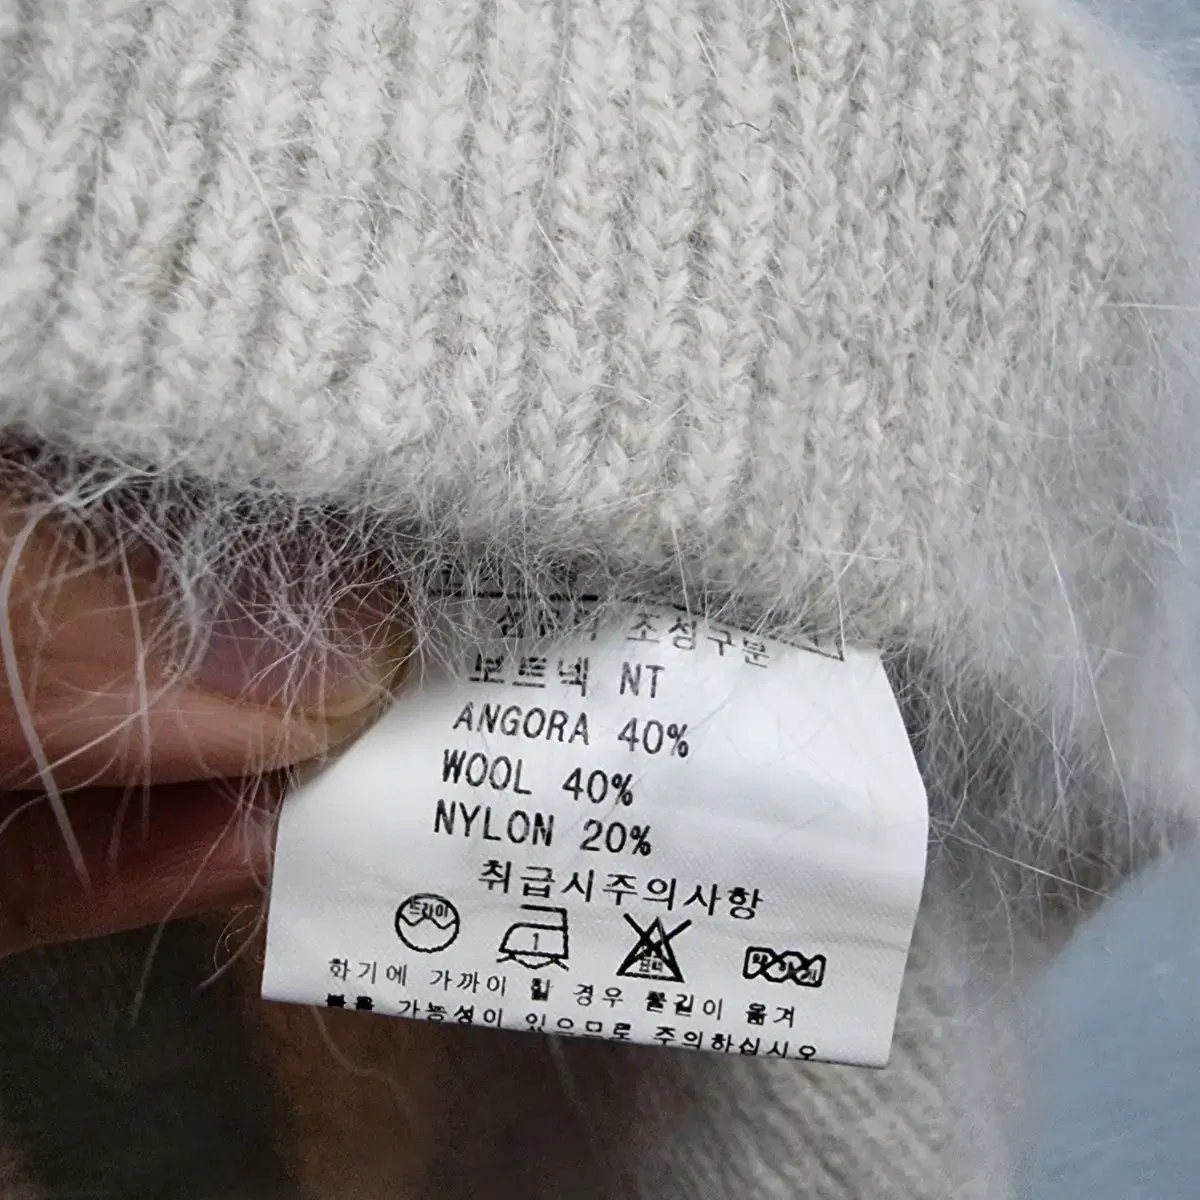 조성구분
보트넥 NT
ANGORA 40%
WOOL 40%
NYLON 20%
취급시주의사항
드라이 1
화기에 가까이 할 경우 불길이 옮겨
붙을 가능성이 있으므로 주의하십시오